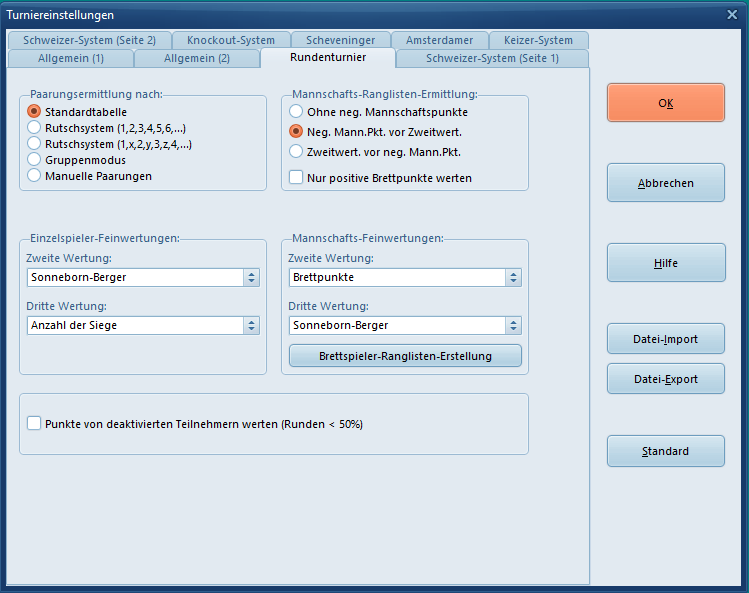 Turniereinstellungen
Schweizer-System (Seite 2)
Knockout-System
Scheveninger
Amsterdamer
Keizer-System
Allgemein (1)
Allgemein (2)
Rundenturnier
Schweizer-System (Seite 1)
Paarungsermittlung nach:
Standardtabelle
Rutschsystem (1,2,3,4,5,6,...)
Rutschsystem (1,x,2,y,3,z,4,...)
Gruppenmodus
Manuelle Paarungen
Mannschafts-Ranglisten-Ermittlung:
Ohne neg. Mannschaftspunkte
Neg. Mann.Pkt. vor Zweitwert.
Zweitwert. vor neg. Mann.Pkt.
Nur positive Brettpunkte werten
Einzelspieler-Feinwertungen:
Zweite Wertung:
Sonneborn-Berger
Dritte Wertung:
Anzahl der Siege
Mannschafts-Feinwertungen:
Zweite Wertung:
Brettpunkte
Dritte Wertung:
Sonneborn-Berger
Brettspieler-Ranglisten-Erstellung
Punkte von deaktivierten Teilnehmern werten (Runden < 50%)
OK
Abbrechen
Hilfe
Datei-Import
Datei-Export
Standard